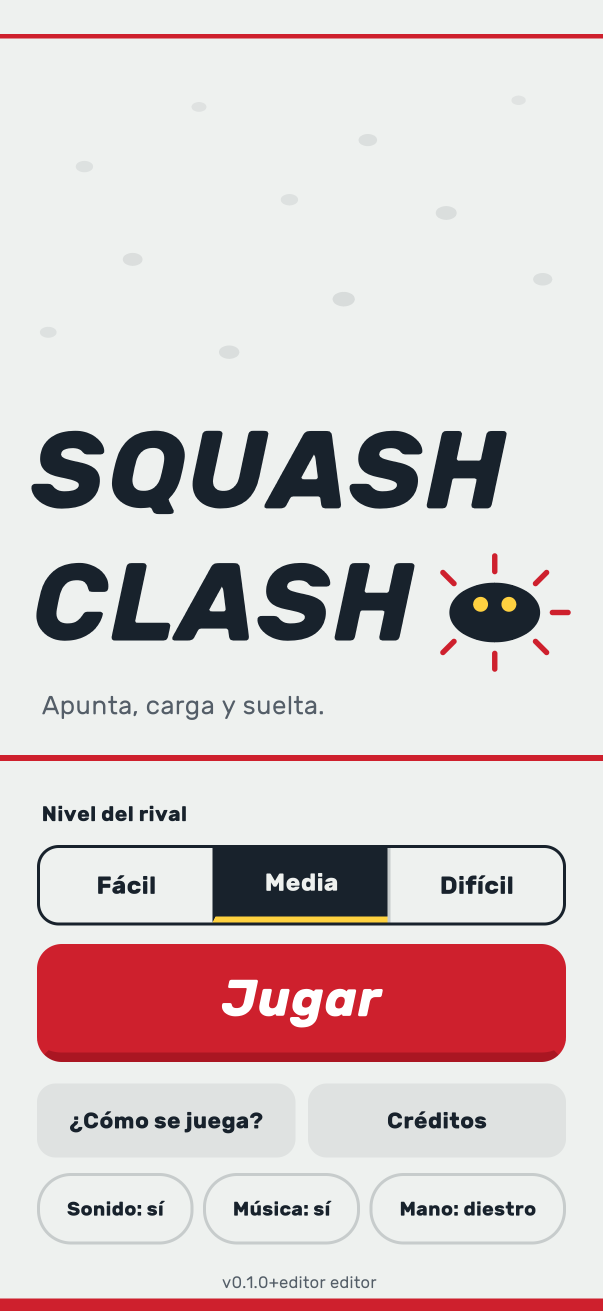 SQUASH
CLASH
Apunta, carga y suelta.
Nivel del rival
Fácil Media Difícil
Jugar
¿Cómo se juega? Créditos
Sonido: sí Música: sí Mano: diestro
v0.1.0+editor editor